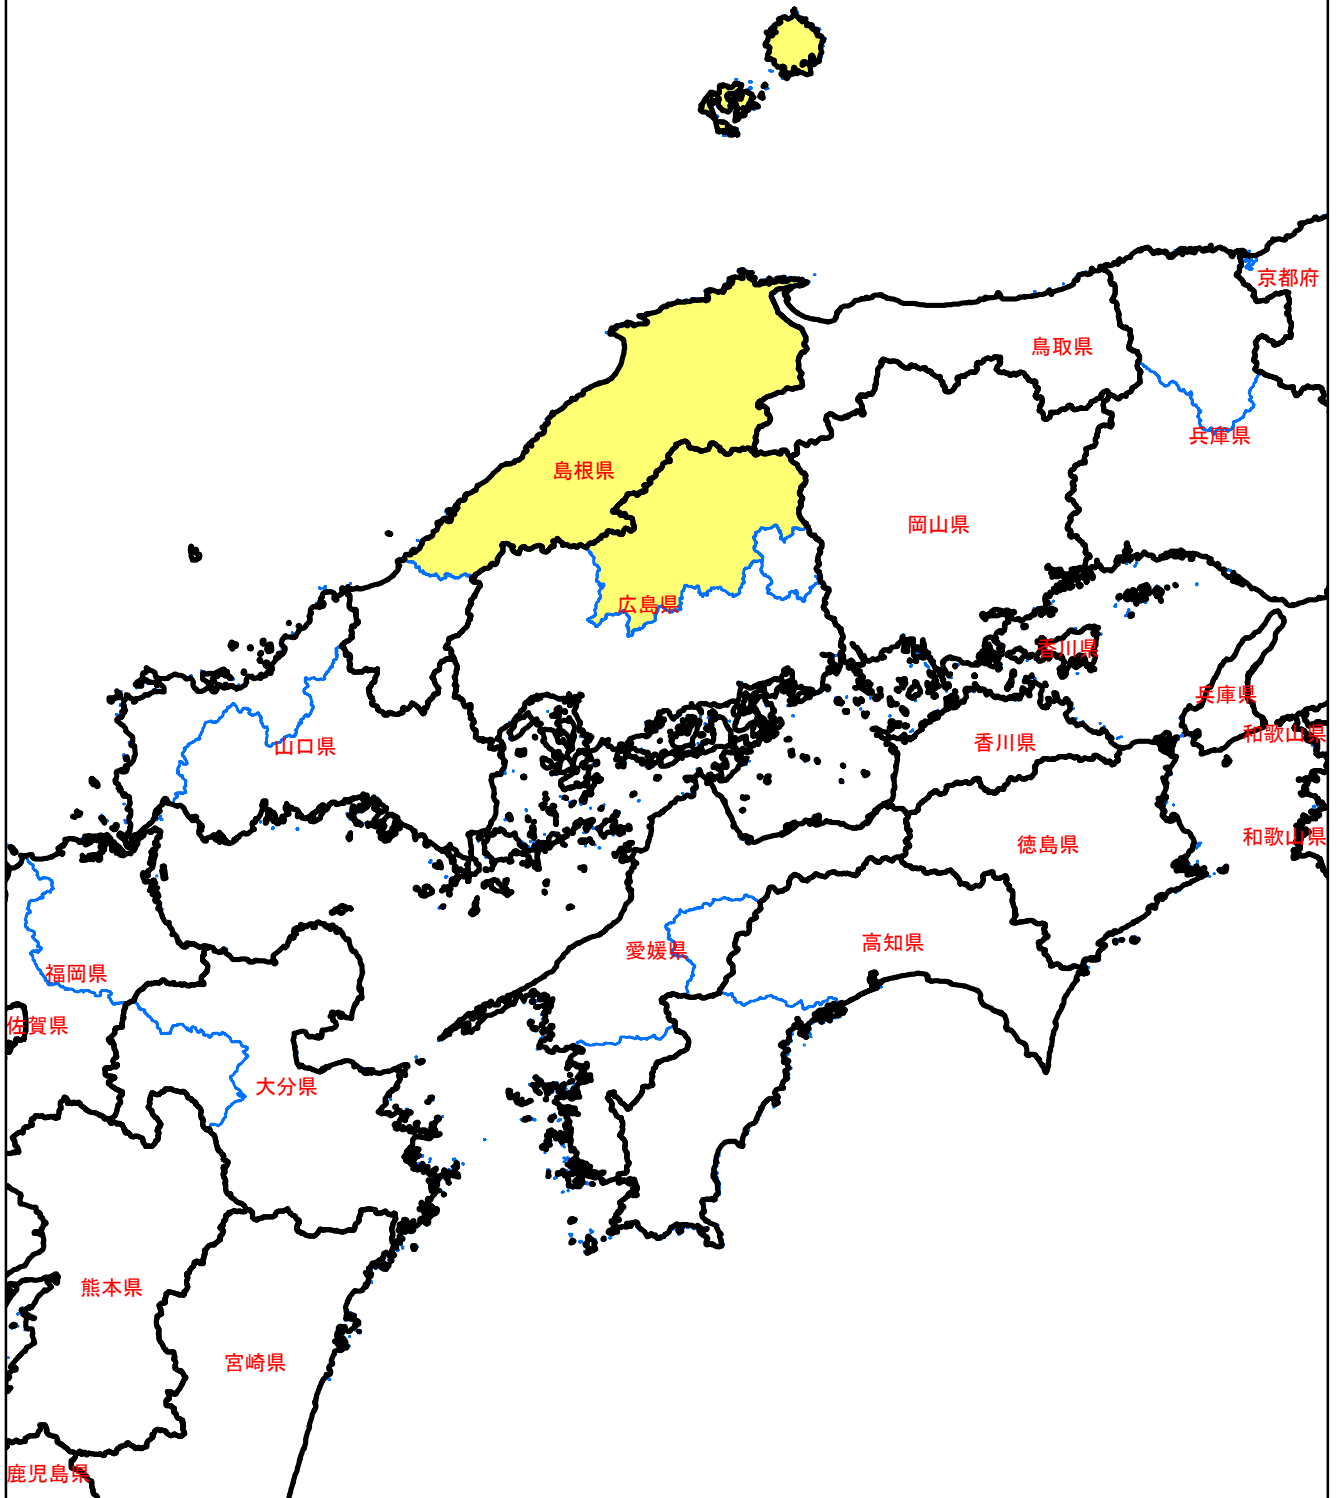 京都府
鳥取県
兵庫県
島根県
岡山県
広島県
香川県
兵庫県
和歌山県
香川県
山口県
和歌山県
徳島県
高知県
愛媛県
福岡県
佐賀県
大分県
熊本県
宮崎県
鹿児島県